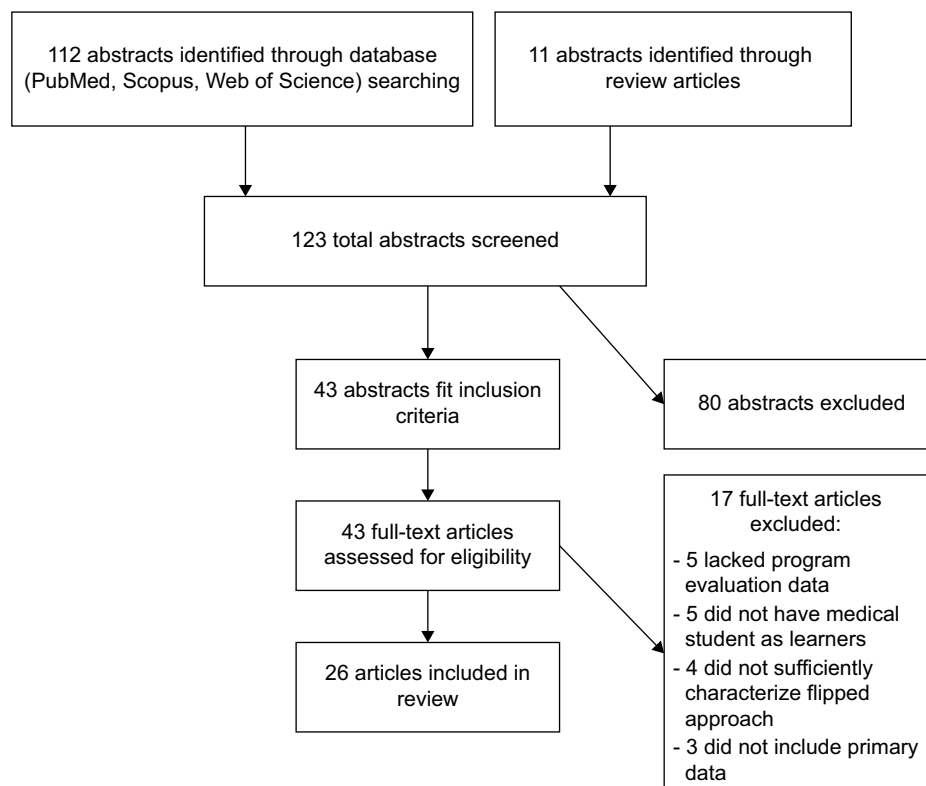 112 abstracts identified through database
(PubMed, Scopus, Web of Science) searching
11 abstracts identified through
review articles
123 total abstracts screened
43 abstracts fit inclusion
criteria
80 abstracts excluded
43 full-text articles
assessed for eligibility
17 full-text articles
excluded:
- 5 lacked program
evaluation data
- 5 did not have medical
student as learners
- 4 did not sufficiently
characterize flipped
approach
- 3 did not include primary
data
26 articles included in
review